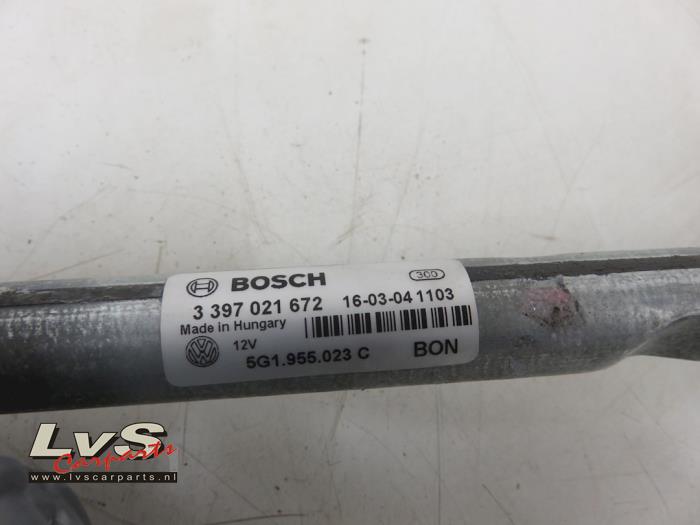 BOSCH 300
3 397 021 672 16-03-04 1103
Made in Hungary
12V
5G1.955.023 C BON
LvS
Carparts
www.lvscarparts.nl